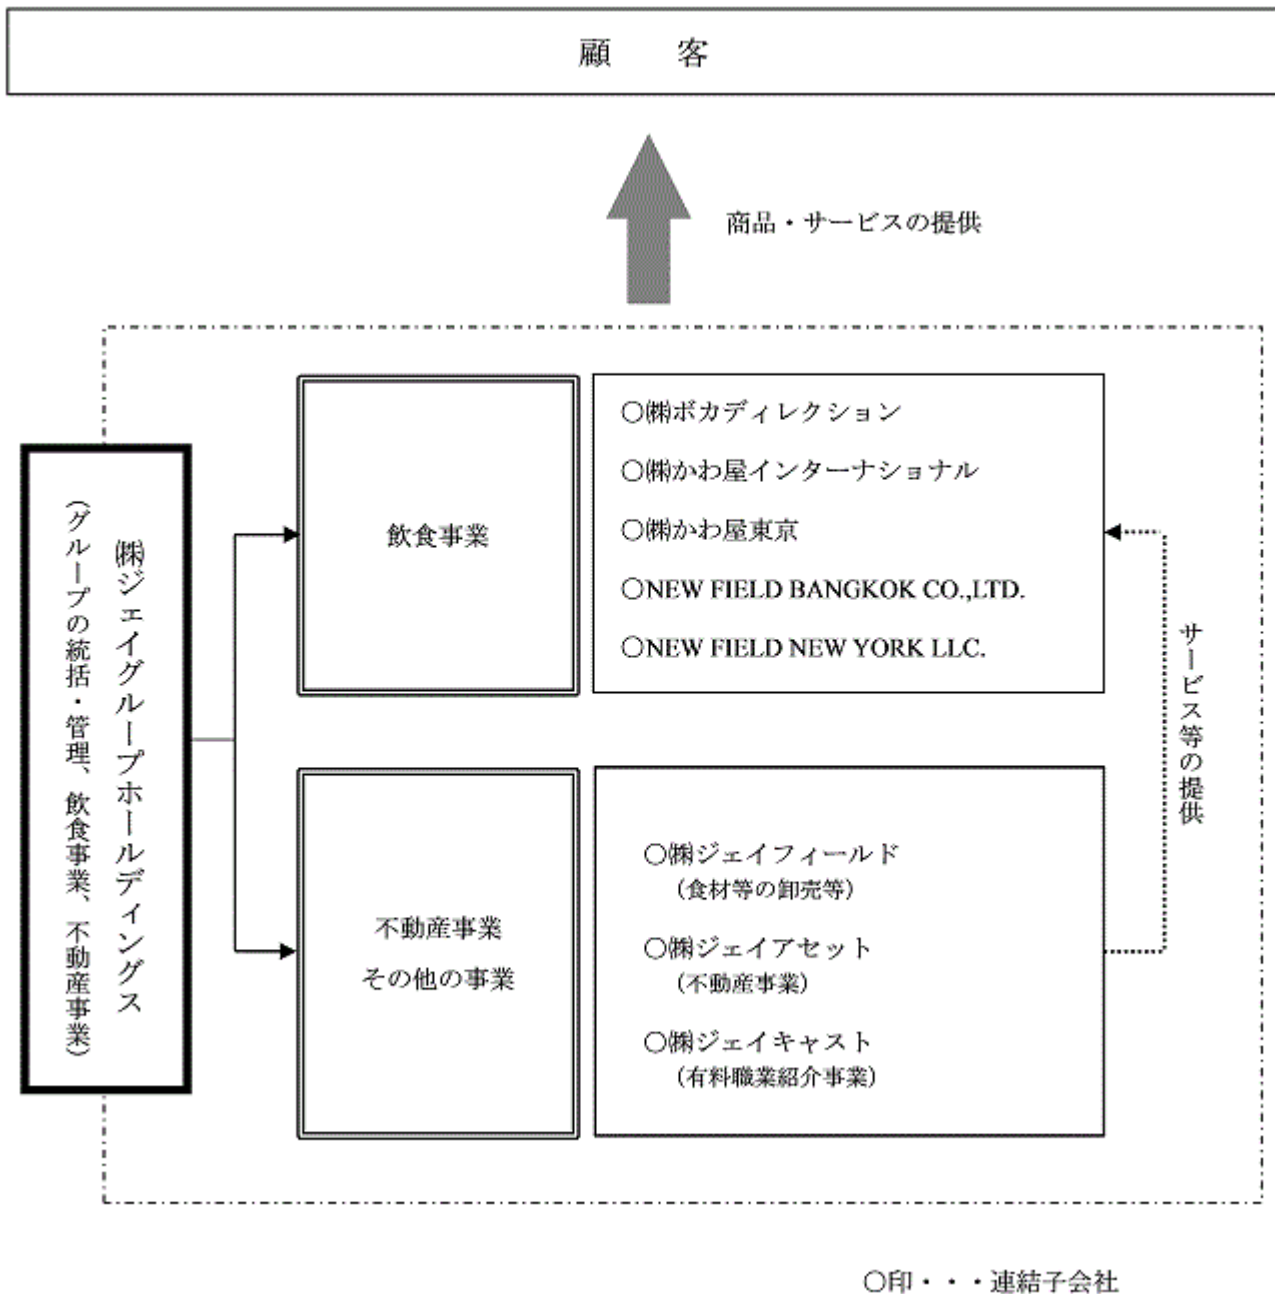 顧　客
商品・サービスの提供
㈱ジェイグループホールディングス
（グループの統括・管理、飲食事業、不動産事業）
飲食事業
○㈱ボカディレクション
○㈱かわ屋インターナショナル
○㈱かわ屋東京
○NEW FIELD BANGKOK CO.,LTD.
○NEW FIELD NEW YORK LLC.
サービス等の提供
不動産事業
その他の事業
○㈱ジェイフィールド
（食材等の卸売等）
○㈱ジェイアセット
（不動産事業）
○㈱ジェイキャスト
（有料職業紹介事業）
○印・・・連結子会社